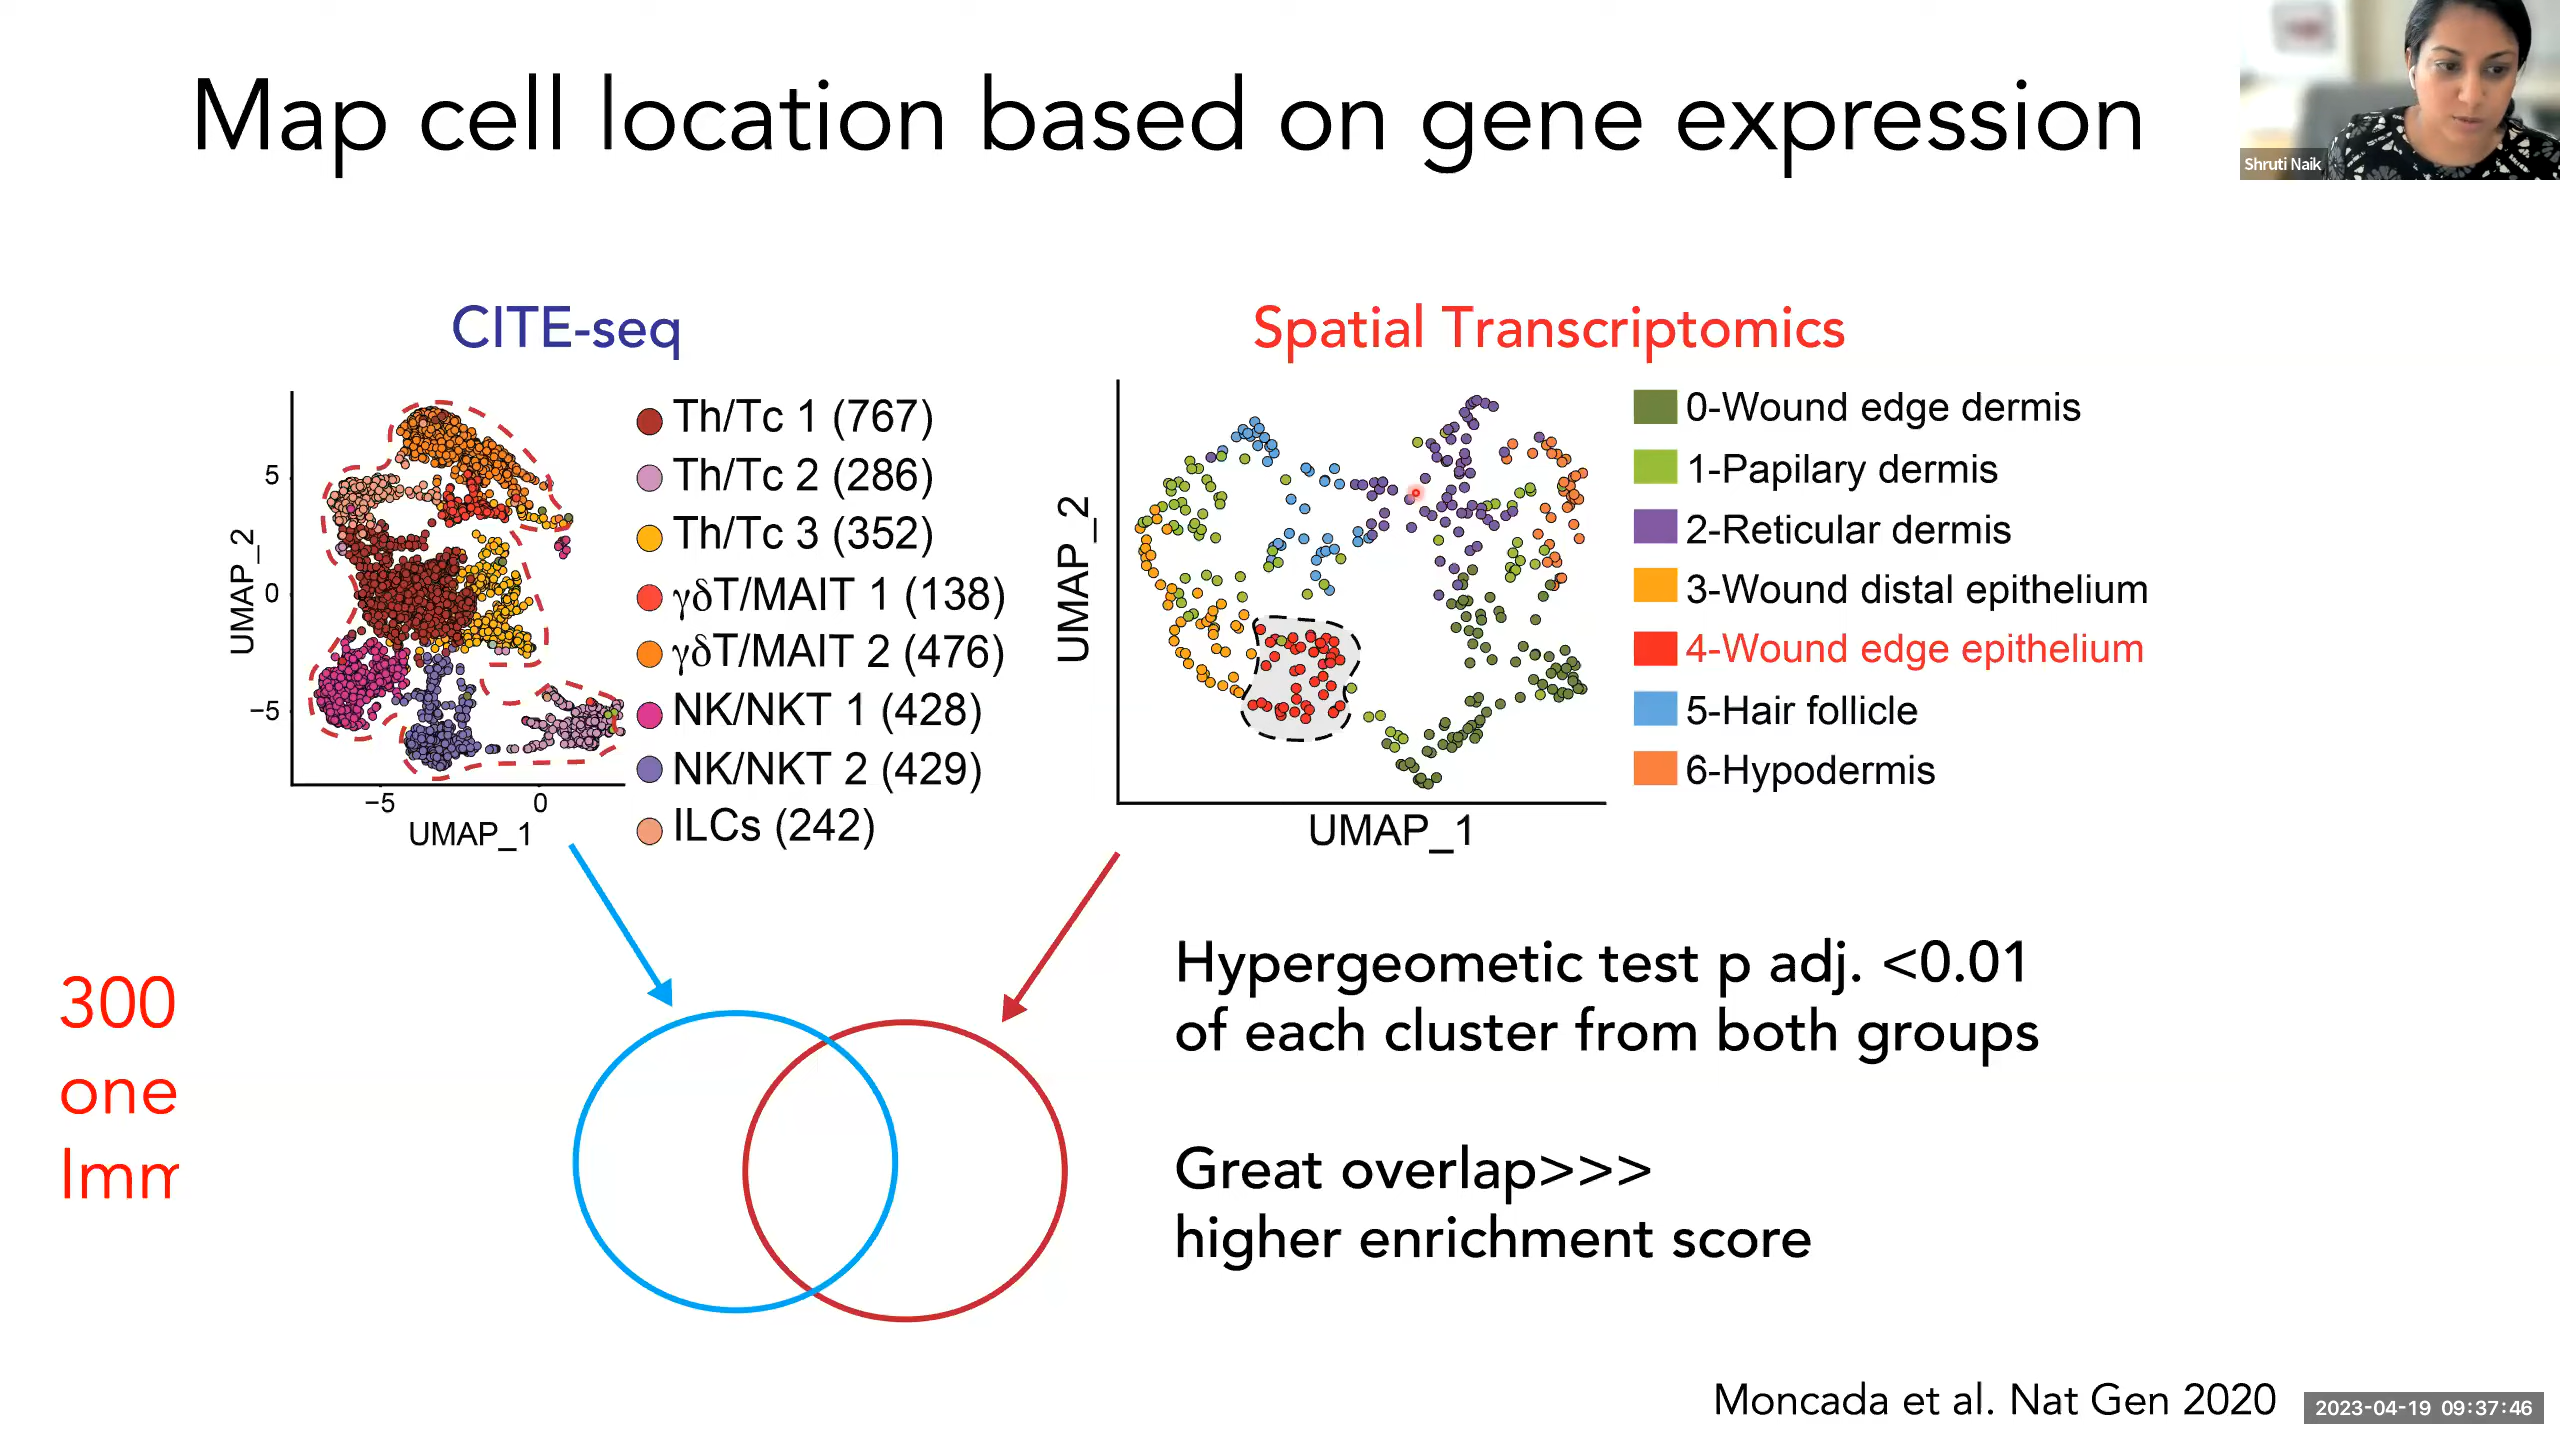 Map cell location based on gene expression
Shruti Naik
CITE-seq
Spatial Transcriptomics
UMAP_2
5
0
−5
−5
0
UMAP_1
Th/Tc 1 (767)
Th/Tc 2 (286)
Th/Tc 3 (352)
γδT/MAIT 1 (138)
γδT/MAIT 2 (476)
NK/NKT 1 (428)
NK/NKT 2 (429)
ILCs (242)
UMAP_2
UMAP_1
0-Wound edge dermis
1-Papilary dermis
2-Reticular dermis
3-Wound distal epithelium
4-Wound edge epithelium
5-Hair follicle
6-Hypodermis
300
one
Hypergeometic test p adj. <0.01
of each cluster from both groups
Great overlap>>>
higher enrichment score
Moncada et al. Nat Gen 2020
2023-04-19 09:37:46